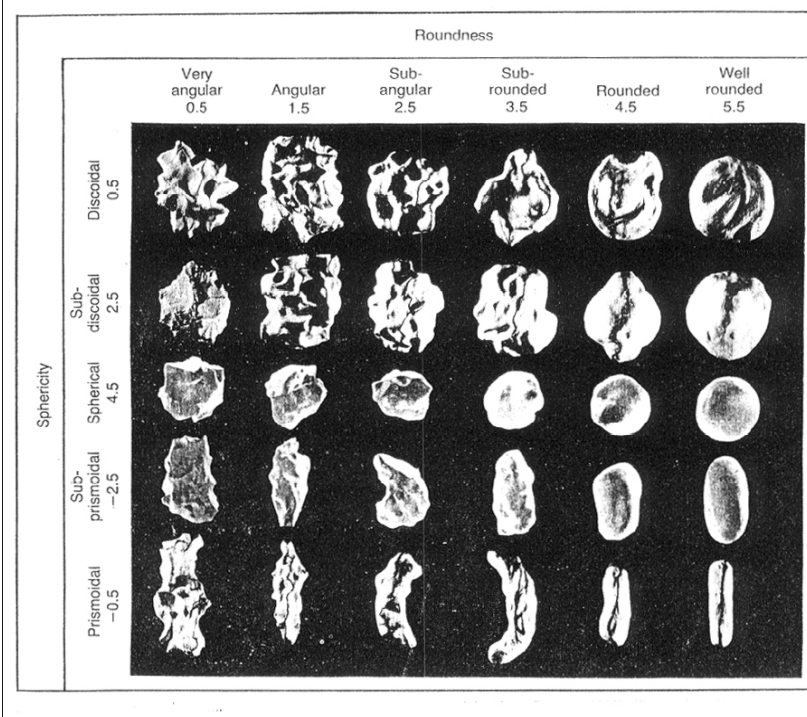 Roundness
Very
angular
0.5
Angular
1.5
Sub-
angular
2.5
Sub-
rounded
3.5
Rounded
4.5
Well
rounded
5.5
Sphericity
Discoidal
0.5
Sub-
discoidal
2.5
Spherical
4.5
Sub-
prismoidal
−2.5
Prismoidal
−0.5